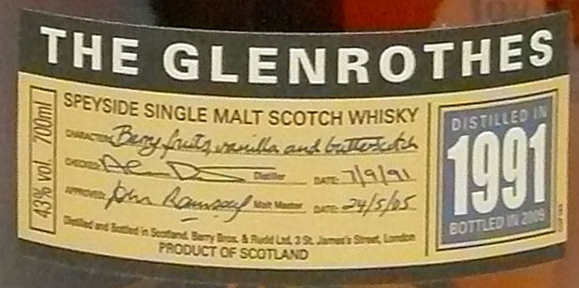 THE GLENROTHES
SPEYSIDE SINGLE MALT SCOTCH WHISKY
CHARACTER: Berry fruits, vanilla and butterscotch
CHECKED: Distiller DATE: 7/9/91
APPROVED: John Ramsay Malt Master DATE: 24/5/05
Distilled and Bottled in Scotland. Berry Bros. & Rudd Ltd, 3 St. James's Street, London
PRODUCT OF SCOTLAND
43% vol. 700ml
DISTILLED IN
1991
BOTTLED IN